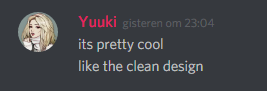 Yuuki gisteren om 23:04
its pretty cool
like the clean design